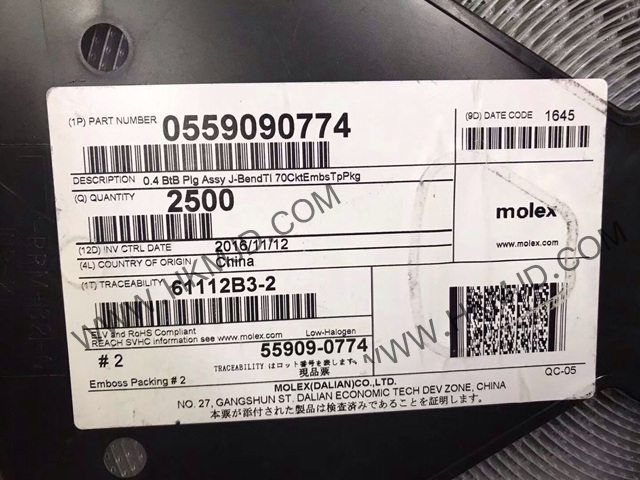 (1P) PART NUMBER 0559090774
(9D) DATE CODE 1645
DESCRIPTION 0.4 BtB Plg Assy J-BendTl 70CktEmbsTpPkg
(Q) QUANTITY 2500
molex
www.molex.com
(12D) INV CTRL DATE 2016/11/12
(4L) COUNTRY OF ORIGIN China
(1T) TRACEABILITY 61112B3-2
ELV and RoHS Compliant
REACH SVHC information see www.molex.com Low-Halogen
# 2 55909-0774
TRACEABILITY はロット番号を表します。
現品票
Emboss Packing # 2
QC-05
MOLEX(DALIAN)CO.,LTD.
NO. 27, GANGSHUN ST. DALIAN ECONOMIC TECH DEV ZONE, CHINA
本票が添付された製品は検査済みであることを証明します。
WWW.HKMJD.COM
WWW.HKMJD.COM